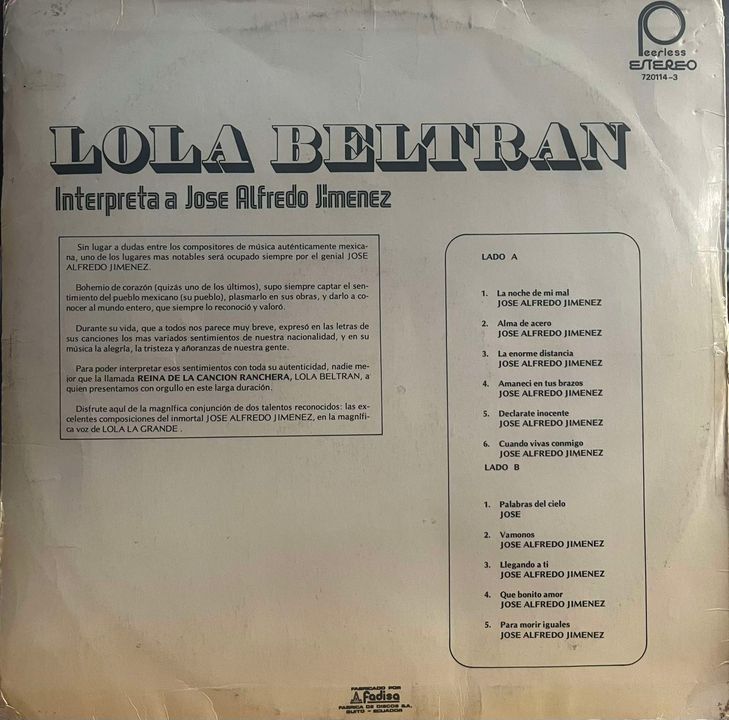 Peerless
ESTEREO
720114-3
LOLA BELTRAN
Interpreta a Jose Alfredo Jimenez
Sin lugar a dudas entre los compositores de música auténticamente mexica-
na, uno de los lugares mas notables será ocupado siempre por el genial JOSE
ALFREDO JIMENEZ.
Bohemio de corazón (quizás uno de los últimos), supo siempre captar el sen-
timiento del pueblo mexicano (su pueblo), plasmarlo en sus obras, y darlo a co-
nocer al mundo entero, que siempre lo reconoció y valoró.
Durante su vida, que a todos nos parece muy breve, expresó en las letras de
sus canciones los mas variados sentimientos de nuestra nacionalidad, y en su
música la alegría, la tristeza y añoranzas de nuestra gente.
Para poder interpretar esos sentimientos con toda su autenticidad, nadie me-
jor que la llamada REINA DE LA CANCION RANCHERA, LOLA BELTRAN, a
quien presentamos con orgullo en este larga duración.
Disfrute aquí de la magnífica conjunción de dos talentos reconocidos: las ex-
celentes composiciones del inmortal JOSE ALFREDO JIMENEZ, en la magnífi-
ca voz de LOLA LA GRANDE.
LADO A
1. La noche de mi mal
JOSE ALFREDO JIMENEZ
2. Alma de acero
JOSE ALFREDO JIMENEZ
3. La enorme distancia
JOSE ALFREDO JIMENEZ
4. Amaneci en tus brazos
JOSE ALFREDO JIMENEZ
5. Declarate inocente
JOSE ALFREDO JIMENEZ
6. Cuando vivas conmigo
JOSE ALFREDO JIMENEZ
LADO B
1. Palabras del cielo
JOSE
2. Vamonos
JOSE ALFREDO JIMENEZ
3. Llegando a ti
JOSE ALFREDO JIMENEZ
4. Que bonito amor
JOSE ALFREDO JIMENEZ
5. Para morir iguales
JOSE ALFREDO JIMENEZ
FABRICADO POR
fadisa
FABRICA DE DISCOS S.A.
QUITO - ECUADOR